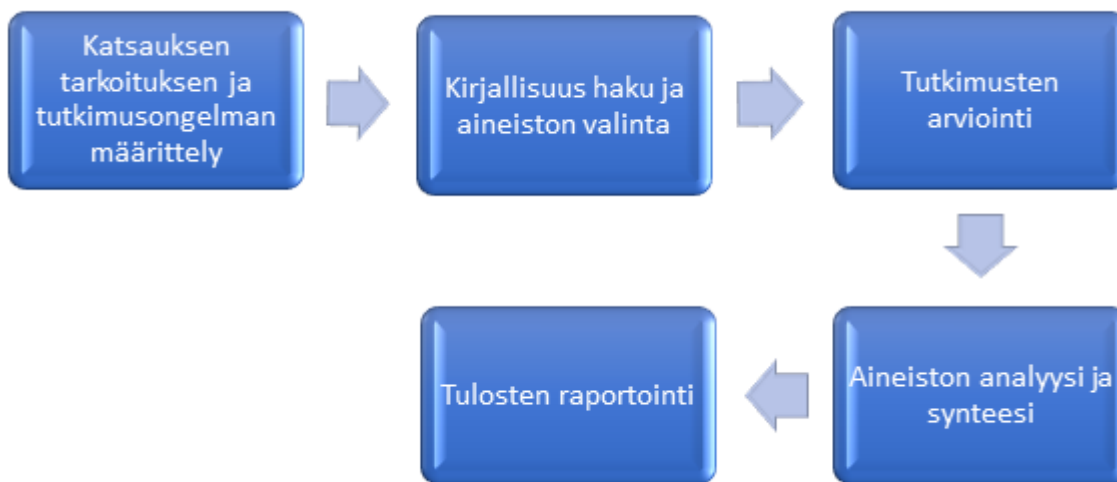 Katsauksen
tarkoituksen ja
tutkimusongelman
määrittely
Kirjallisuus haku ja
aineiston valinta
Tutkimusten
arviointi
Aineiston analyysi ja
synteesi
Tulosten raportointi